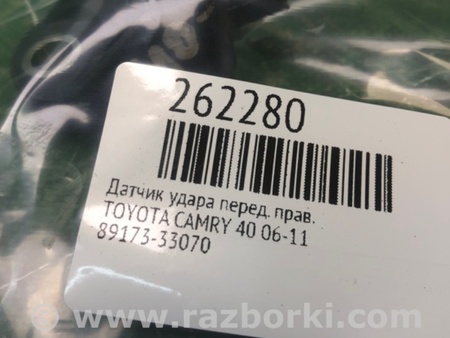 262280
Датчик удара перед. прав.
TOYOTA CAMRY 40 06-11
89173-33070
www.razborki.com